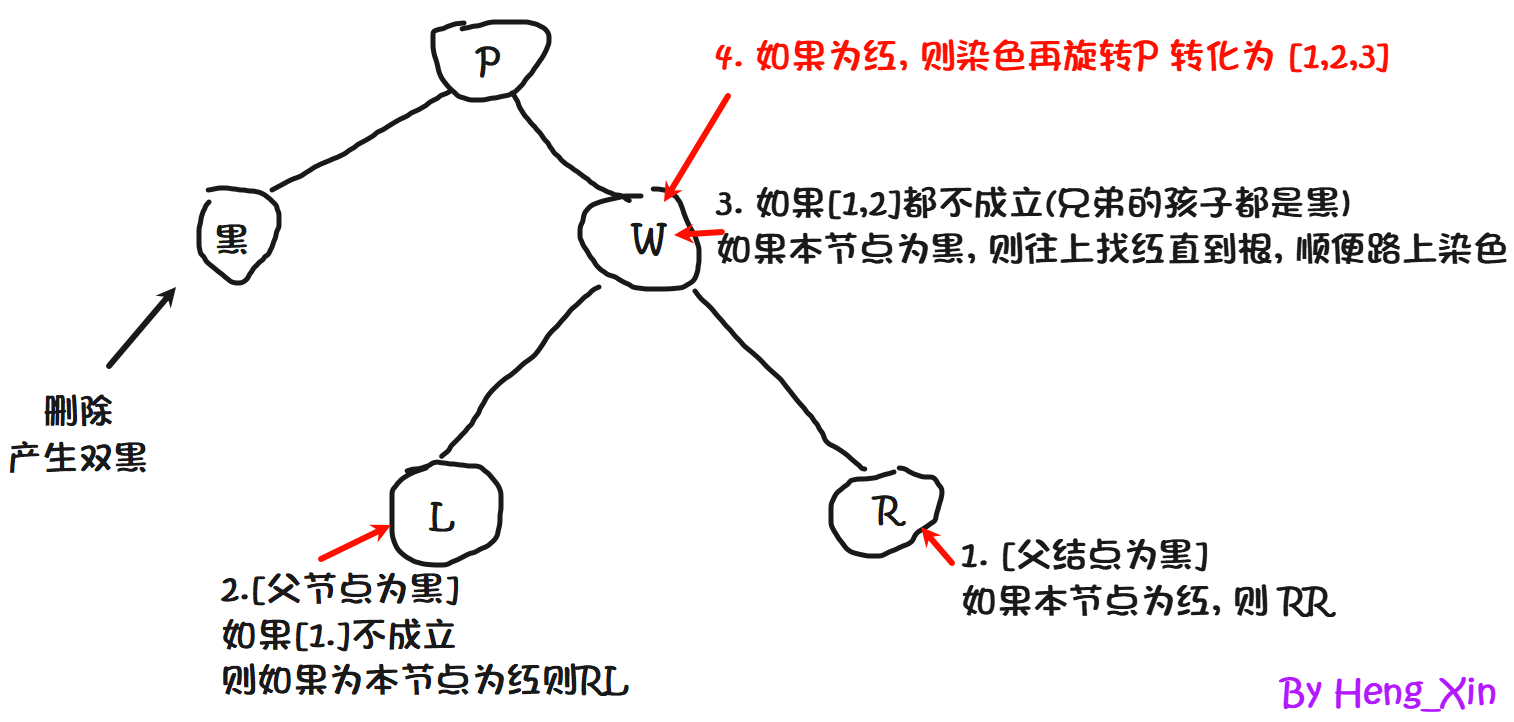 P
4. 如果为红, 则染色再旋转P 转化为 [1,2,3]
黑
W
3. 如果[1,2]都不成立(兄弟的孩子都是黑)
如果本节点为黑, 则往上找红直到根, 顺便路上染色
删除
产生双黑
L
R
2.[父节点为黑]
如果[1.]不成立
则如果为本节点为红则RL
1. [父结点为黑]
如果本节点为红, 则 RR
By Heng_Xin